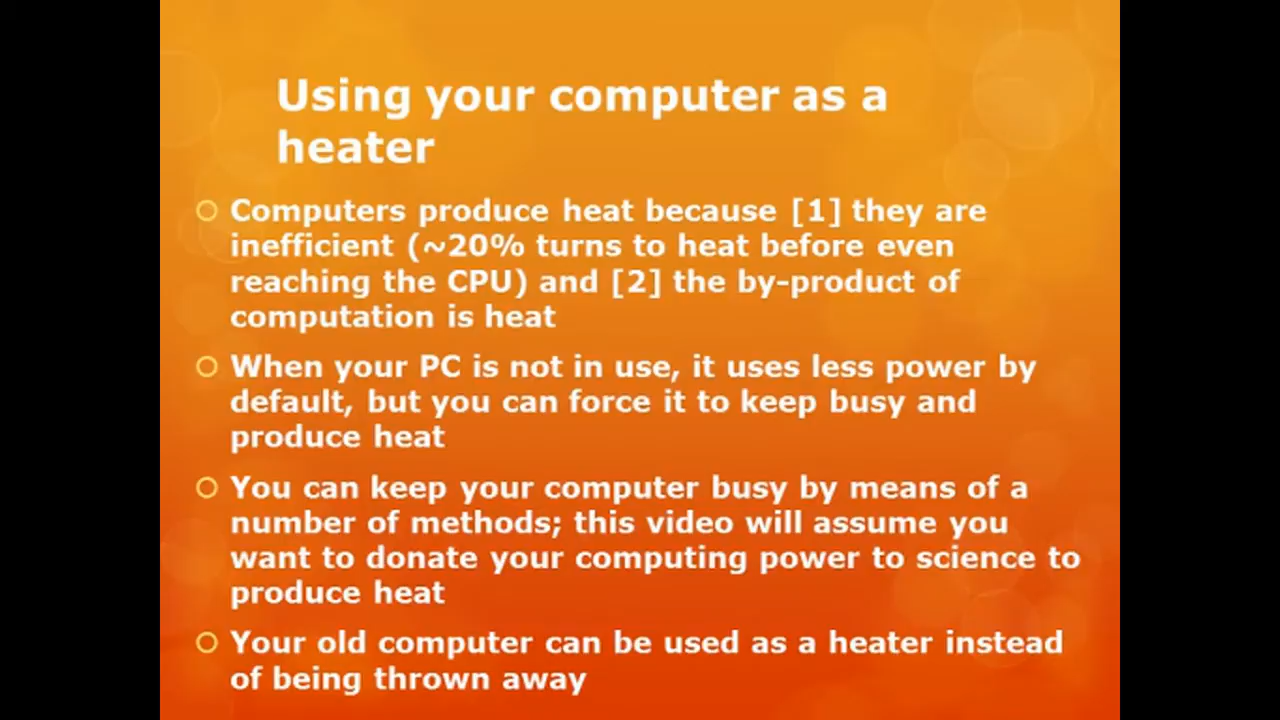 Using your computer as a
heater
Computers produce heat because [1] they are
inefficient (~20% turns to heat before even
reaching the CPU) and [2] the by-product of
computation is heat
When your PC is not in use, it uses less power by
default, but you can force it to keep busy and
produce heat
You can keep your computer busy by means of a
number of methods; this video will assume you
want to donate your computing power to science to
produce heat
Your old computer can be used as a heater instead
of being thrown away